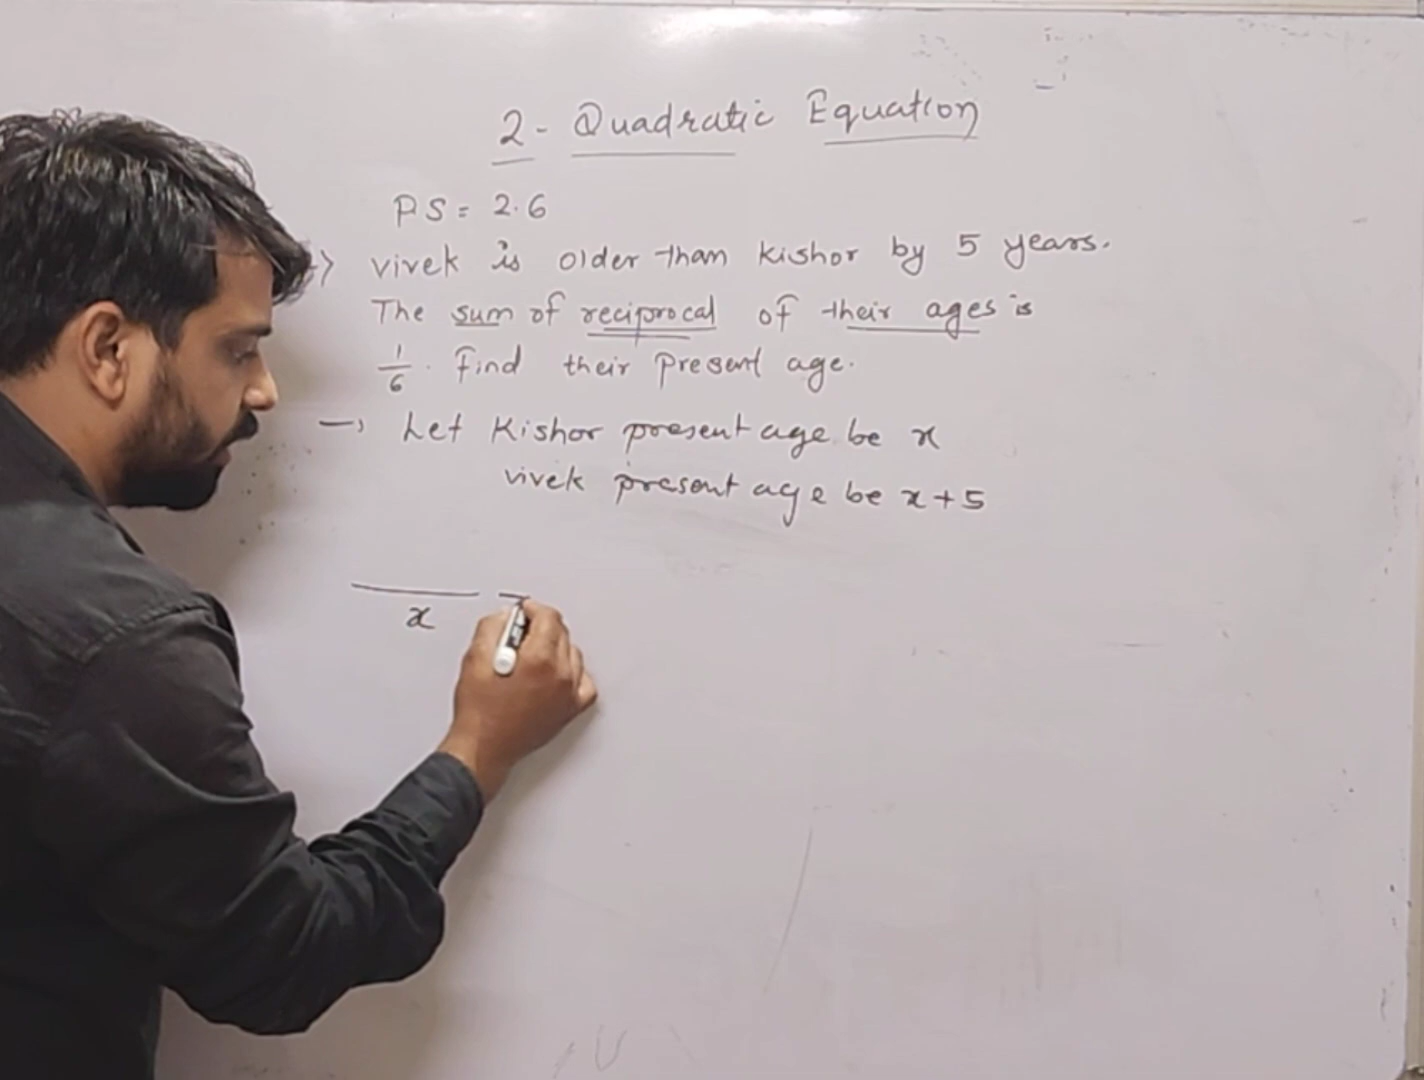 2- Quadratic Equation
PS = 2.6
vivek is older than kishor by 5 years.
The sum of reciprocal of their ages is
1/6. Find their present age.
→ Let Kishor present age be x
vivek present age be x+5
x